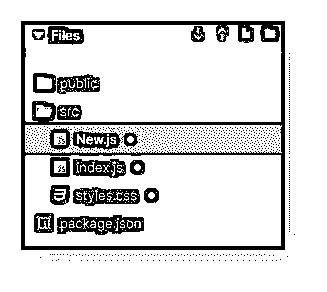 Files
public
src
New.js
index.js
styles.css
package.json